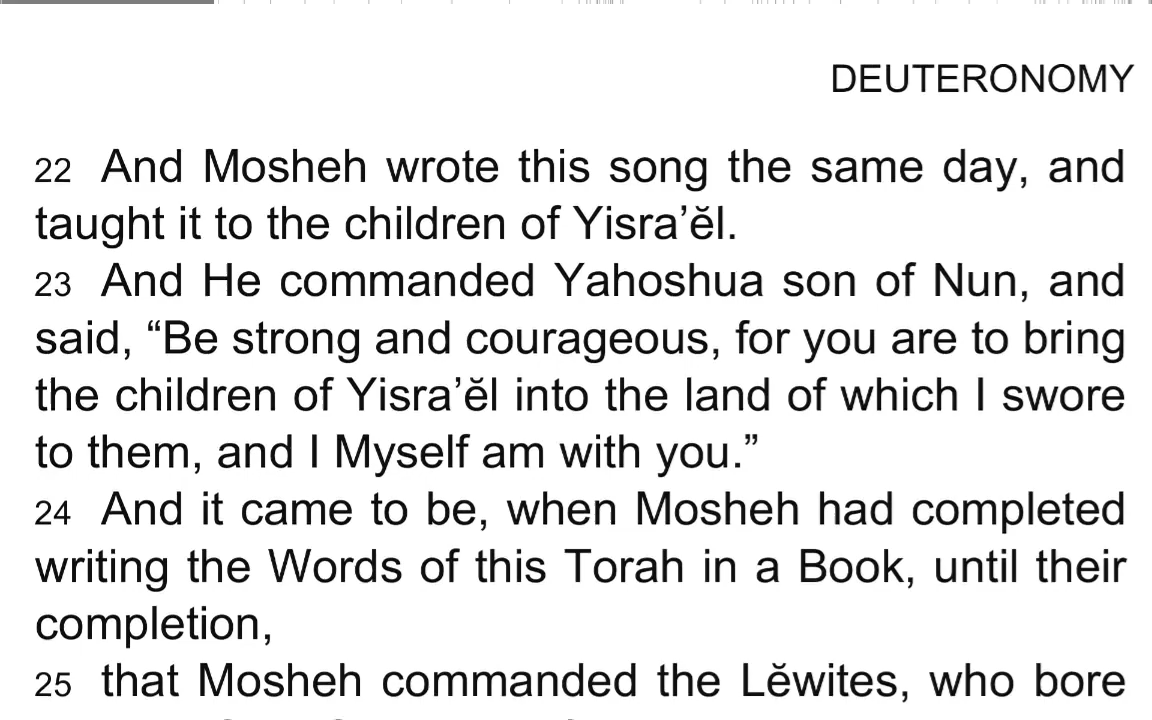 DEUTERONOMY
22 And Mosheh wrote this song the same day, and
taught it to the children of Yisra’ĕl.
23 And He commanded Yahoshua son of Nun, and
said, “Be strong and courageous, for you are to bring
the children of Yisra’ĕl into the land of which I swore
to them, and I Myself am with you.”
24 And it came to be, when Mosheh had completed
writing the Words of this Torah in a Book, until their
completion,
25 that Mosheh commanded the Lĕwites, who bore